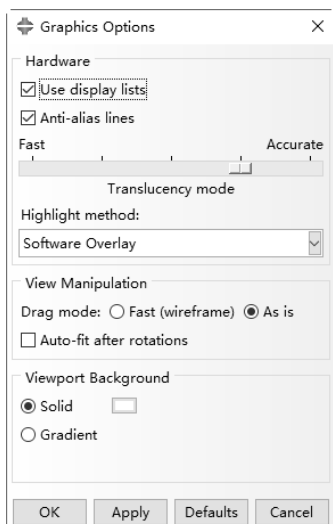 Graphics Options
Hardware
Use display lists
Anti-alias lines
Fast Accurate
Translucency mode
Highlight method:
Software Overlay
View Manipulation
Drag mode: Fast (wireframe) As is
Auto-fit after rotations
Viewport Background
Solid
Gradient
OK Apply Defaults Cancel